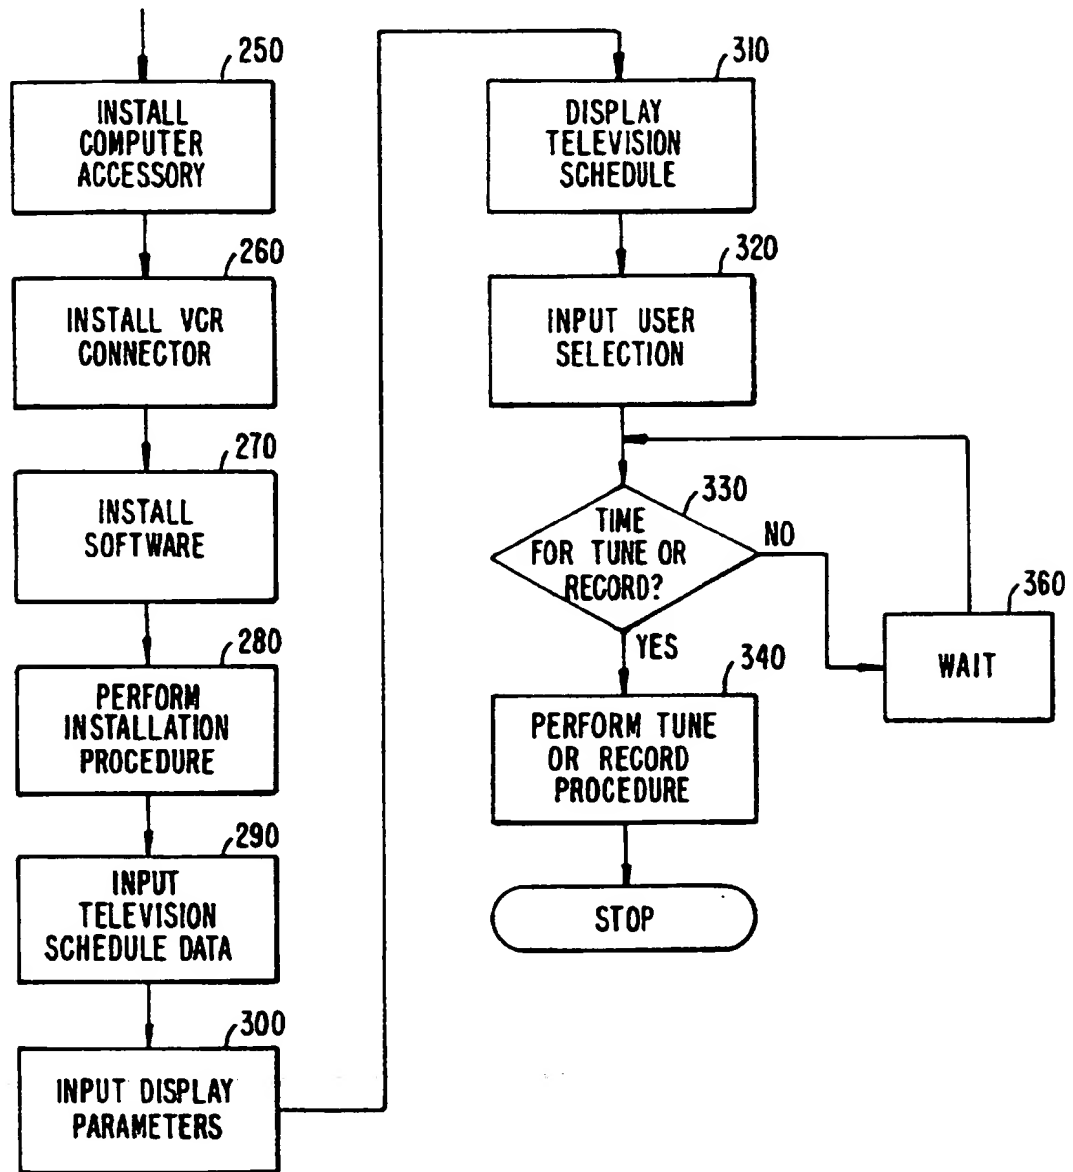 250
INSTALL
COMPUTER
ACCESSORY
260
INSTALL VCR
CONNECTOR
270
INSTALL
SOFTWARE
280
PERFORM
INSTALLATION
PROCEDURE
290
INPUT
TELEVISION
SCHEDULE DATA
300
INPUT DISPLAY
PARAMETERS
310
DISPLAY
TELEVISION
SCHEDULE
320
INPUT USER
SELECTION
330
TIME
FOR TUNE OR
RECORD?
NO
360
WAIT
YES
340
PERFORM TUNE
OR RECORD
PROCEDURE
STOP